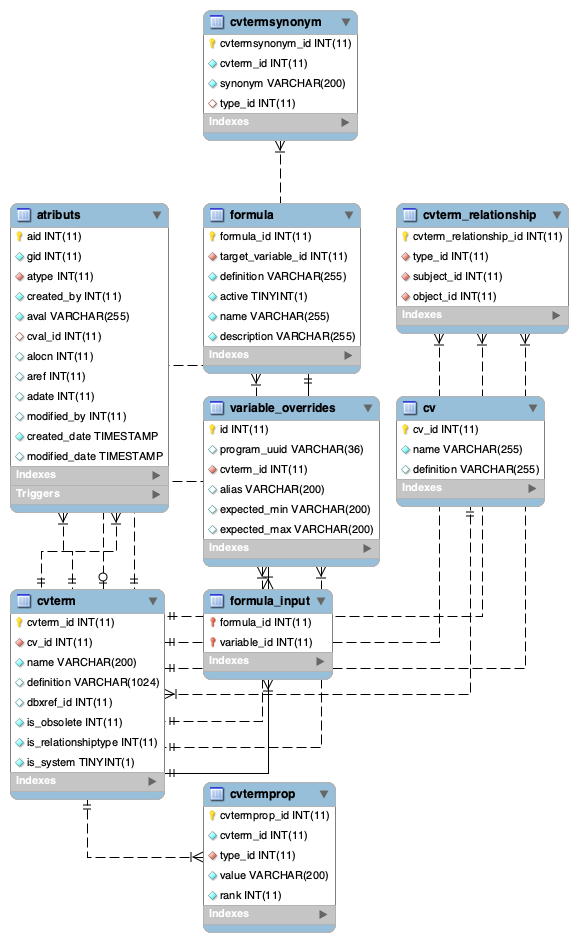 cvtermsynonym
cvtermsynonym_id INT(11)
cvterm_id INT(11)
synonym VARCHAR(200)
type_id INT(11)
Indexes
atributs
aid INT(11)
gid INT(11)
atype INT(11)
created_by INT(11)
aval VARCHAR(255)
cval_id INT(11)
alocn INT(11)
aref INT(11)
adate INT(11)
modified_by INT(11)
created_date TIMESTAMP
modified_date TIMESTAMP
Indexes
Triggers
formula
formula_id INT(11)
target_variable_id INT(11)
definition VARCHAR(255)
active TINYINT(1)
name VARCHAR(255)
description VARCHAR(255)
Indexes
cvterm_relationship
cvterm_relationship_id INT(11)
type_id INT(11)
subject_id INT(11)
object_id INT(11)
Indexes
variable_overrides
id INT(11)
program_uuid VARCHAR(36)
cvterm_id INT(11)
alias VARCHAR(200)
expected_min VARCHAR(200)
expected_max VARCHAR(200)
Indexes
cv
cv_id INT(11)
name VARCHAR(255)
definition VARCHAR(255)
Indexes
cvterm
cvterm_id INT(11)
cv_id INT(11)
name VARCHAR(200)
definition VARCHAR(1024)
dbxref_id INT(11)
is_obsolete INT(11)
is_relationshiptype INT(11)
is_system TINYINT(1)
Indexes
formula_input
formula_id INT(11)
variable_id INT(11)
Indexes
cvtermprop
cvtermprop_id INT(11)
cvterm_id INT(11)
type_id INT(11)
value VARCHAR(200)
rank INT(11)
Indexes